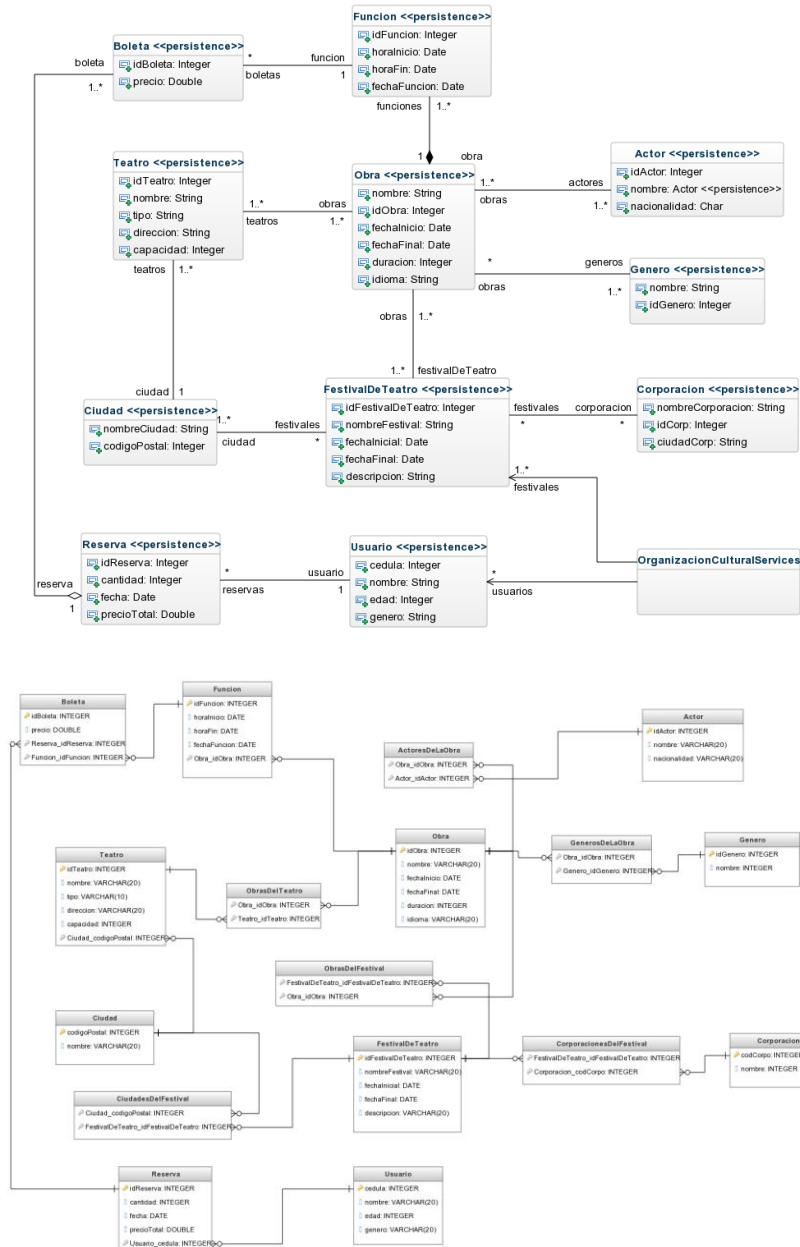 Funcion <<persistence>>
idFuncion: Integer
horaInicio: Date
horaFin: Date
fechaFuncion: Date
Boleta <<persistence>>
idBoleta: Integer
precio: Double
boleta
1..*
*
boletas
funcion
1
funciones
1..*
1
obra
Teatro <<persistence>>
idTeatro: Integer
nombre: String
tipo: String
direccion: String
capacidad: Integer
1..*
teatros
obras
1..*
Obra <<persistence>>
nombre: String
idObra: Integer
fechaInicio: Date
fechaFinal: Date
duracion: Integer
idioma: String
1..*
obras
actores
1..*
Actor <<persistence>>
idActor: Integer
nombre: Actor <<persistence>>
nacionalidad: Char
*
obras
generos
1..*
Genero <<persistence>>
nombre: String
idGenero: Integer
teatros
1..*
obras
1..*
ciudad
1
1..*
festivalDeTeatro
Ciudad <<persistence>>
nombreCiudad: String
codigoPostal: Integer
1..*
ciudad
festivales
*
FestivalDeTeatro <<persistence>>
idFestivalDeTeatro: Integer
nombreFestival: String
fechaInicial: Date
fechaFinal: Date
descripcion: String
festivales
*
corporacion
*
Corporacion <<persistence>>
nombreCorporacion: String
idCorp: Integer
ciudadCorp: String
1..*
festivales
Reserva <<persistence>>
idReserva: Integer
cantidad: Integer
fecha: Date
precioTotal: Double
reserva
1
*
reservas
usuario
1
Usuario <<persistence>>
cedula: Integer
nombre: String
edad: Integer
genero: String
*
usuarios
OrganizacionCulturalServices
Boleta
idBoleta: INTEGER
precio: DOUBLE
Reserva_idReserva: INTEGER
Funcion_idFuncion: INTEGER
Funcion
idFuncion: INTEGER
horaInicio: DATE
horaFin: DATE
fechaFuncion: DATE
Obra_idObra: INTEGER
ActoresDeLaObra
Obra_idObra: INTEGER
Actor_idActor: INTEGER
Actor
idActor: INTEGER
nombre: VARCHAR(20)
nacionalidad: VARCHAR(20)
Teatro
idTeatro: INTEGER
nombre: VARCHAR(20)
tipo: VARCHAR(10)
direccion: VARCHAR(20)
capacidad: INTEGER
Ciudad_codigoPostal: INTEGER
ObrasDelTeatro
Obra_idObra: INTEGER
Teatro_idTeatro: INTEGER
Obra
idObra: INTEGER
nombre: VARCHAR(20)
fechaInicio: DATE
fechaFinal: DATE
duracion: INTEGER
idioma: VARCHAR(20)
GenerosDeLaObra
Obra_idObra: INTEGER
Genero_idGenero: INTEGER
Genero
idGenero: INTEGER
nombre: INTEGER
ObrasDelFestival
FestivalDeTeatro_idFestivalDeTeatro: INTEGER
Obra_idObra: INTEGER
Ciudad
codigoPostal: INTEGER
nombre: VARCHAR(20)
CiudadesDelFestival
Ciudad_codigoPostal: INTEGER
FestivalDeTeatro_idFestivalDeTeatro: INTEGER
FestivalDeTeatro
idFestivalDeTeatro: INTEGER
nombreFestival: VARCHAR(20)
fechaInicial: DATE
fechaFinal: DATE
descripcion: VARCHAR(20)
CorporacionesDelFestival
FestivalDeTeatro_idFestivalDeTeatro: INTEGER
Corporacion_codCorpo: INTEGER
Corporacion
codCorpo: INTEGE
nombre: INTEGER
Reserva
idReserva: INTEGER
cantidad: INTEGER
fecha: DATE
precioTotal: DOUBLE
Usuario_cedula: INTEGER
Usuario
cedula: INTEGER
nombre: VARCHAR(20)
edad: INTEGER
genero: VARCHAR(20)